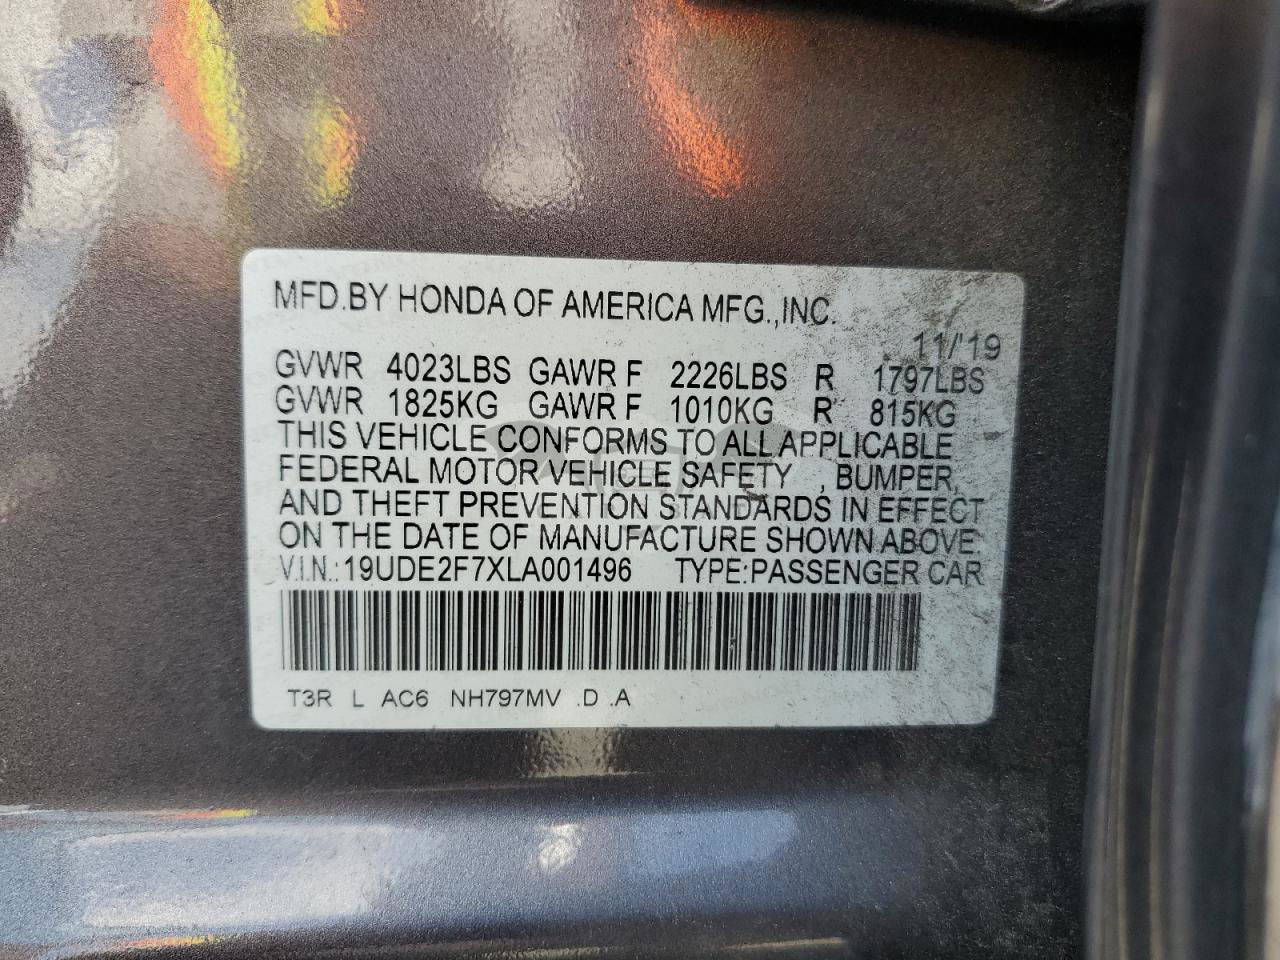 MFD.BY HONDA OF AMERICA MFG.,INC.
11/'19
GVWR 4023LBS GAWR F 2226LBS R 1797LBS
GVWR 1825KG GAWR F 1010KG R 815KG
THIS VEHICLE CONFORMS TO ALL APPLICABLE
FEDERAL MOTOR VEHICLE SAFETY , BUMPER,
AND THEFT PREVENTION STANDARDS IN EFFECT
ON THE DATE OF MANUFACTURE SHOWN ABOVE.
V.I.N.:19UDE2F7XLA001496 TYPE:PASSENGER CAR
T3R L AC6 NH797MV .D .A